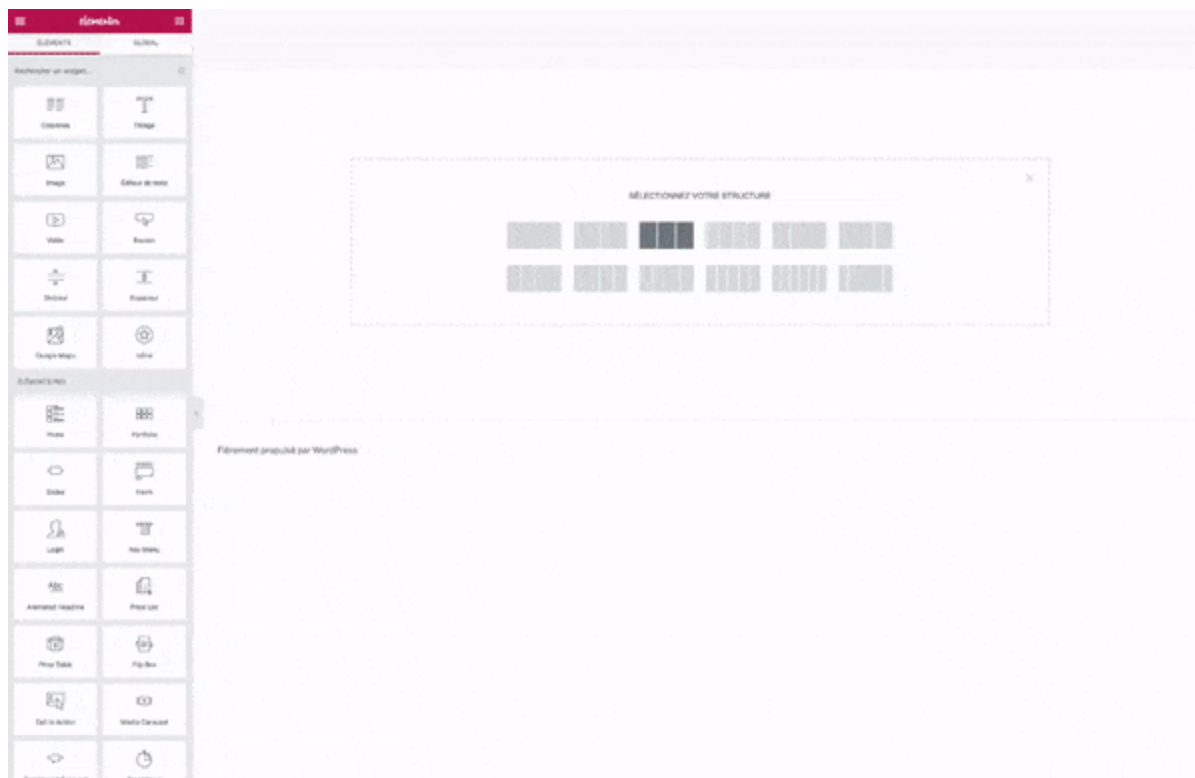 elementor
ÉLÉMENTS GLOBAL
Rechercher un widget...
Colonnes Titrage
Image Éditeur de texte
Vidéo Bouton
Diviseur Espaceur
Google Maps Icône
Posts Portfolio
Slides Form
Login Nav Menu
Animated Headline Price List
Price Table Flip Box
Call to Action Media Carousel
SÉLECTIONNEZ VOTRE STRUCTURE
Fièrement propulsé par WordPress